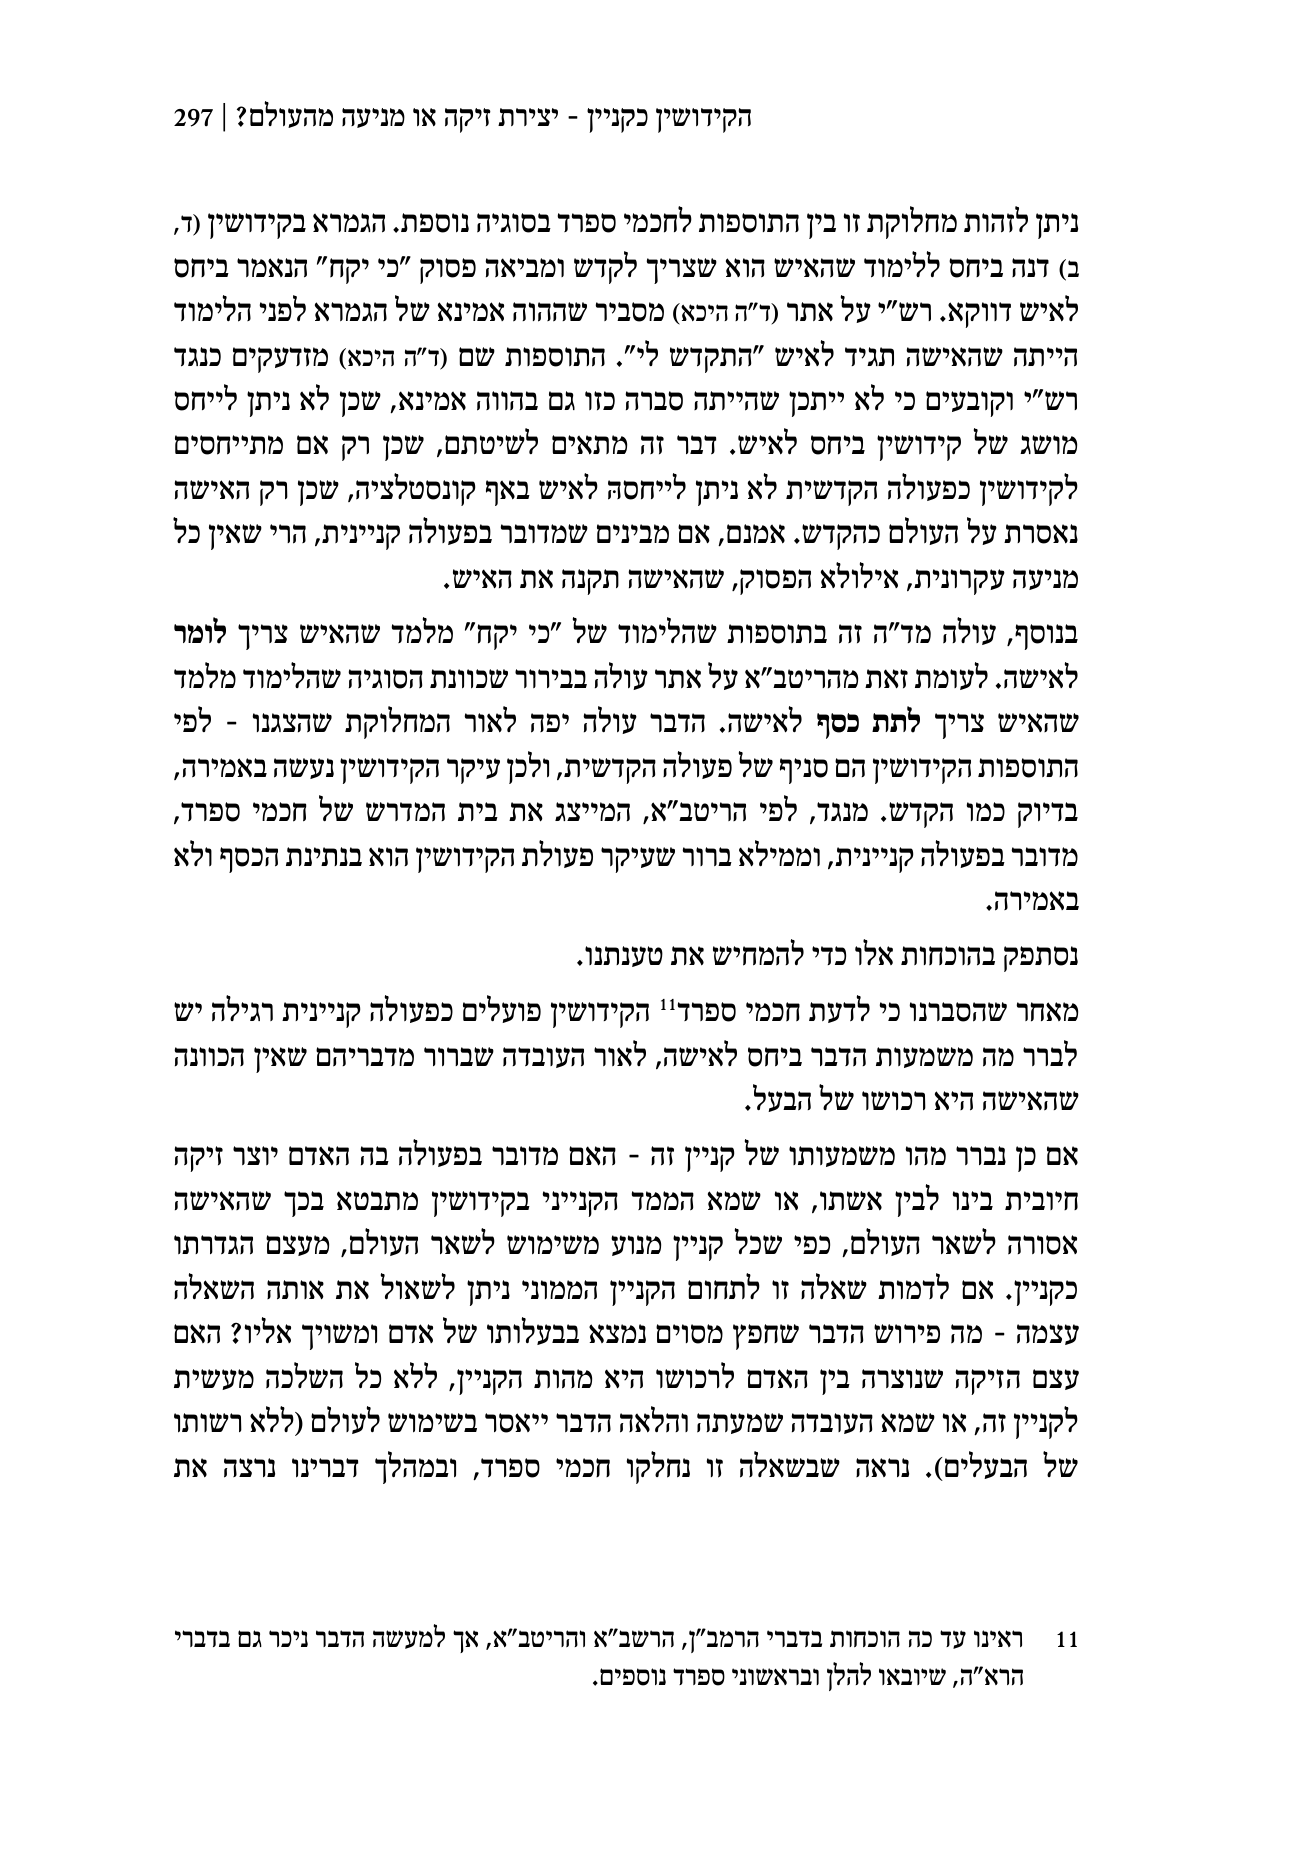 הקידושין כקניין - יצירת זיקה או מניעה מהעולם? | 297
ניתן לזהות מחלוקת זו בין התוספות לחכמי ספרד בסוגיה נוספת. הגמרא בקידושין (ד,
ב) דנה ביחס ללימוד שהאיש הוא שצריך לקדש ומביאה פסוק "כי יקח" הנאמר ביחס
לאיש דווקא. רש"י על אתר (ד"ה היכא) מסביר שההוה אמינא של הגמרא לפני הלימוד
הייתה שהאישה תגיד לאיש "התקדש לי". התוספות שם (ד"ה היכא) מזדעקים כנגד
רש"י וקובעים כי לא ייתכן שהייתה סברה כזו גם בהווה אמינא, שכן לא ניתן לייחס
מושג של קידושין ביחס לאיש. דבר זה מתאים לשיטתם, שכן רק אם מתייחסים
לקידושין כפעולה הקדשית לא ניתן לייחסהּ לאיש באף קונסטלציה, שכן רק האישה
נאסרת על העולם כהקדש. אמנם, אם מבינים שמדובר בפעולה קניינית, הרי שאין כל
מניעה עקרונית, אילולא הפסוק, שהאישה תקנה את האיש.
בנוסף, עולה מד"ה זה בתוספות שהלימוד של "כי יקח" מלמד שהאיש צריך לומר
לאישה. לעומת זאת מהריטב"א על אתר עולה בבירור שכוונת הסוגיה שהלימוד מלמד
שהאיש צריך לתת כסף לאישה. הדבר עולה יפה לאור המחלוקת שהצגנו - לפי
התוספות הקידושין הם סניף של פעולה הקדשית, ולכן עיקר הקידושין נעשה באמירה,
בדיוק כמו הקדש. מנגד, לפי הריטב"א, המייצג את בית המדרש של חכמי ספרד,
מדובר בפעולה קניינית, וממילא ברור שעיקר פעולת הקידושין הוא בנתינת הכסף ולא
באמירה.
נסתפק בהוכחות אלו כדי להמחיש את טענתנו.
מאחר שהסברנו כי לדעת חכמי ספרד11 הקידושין פועלים כפעולה קניינית רגילה יש
לברר מה משמעות הדבר ביחס לאישה, לאור העובדה שברור מדבריהם שאין הכוונה
שהאישה היא רכושו של הבעל.
אם כן נברר מהו משמעותו של קניין זה - האם מדובר בפעולה בה האדם יוצר זיקה
חיובית בינו לבין אשתו, או שמא הממד הקנייני בקידושין מתבטא בכך שהאישה
אסורה לשאר העולם, כפי שכל קניין מנוע משימוש לשאר העולם, מעצם הגדרתו
כקניין. אם לדמות שאלה זו לתחום הקניין הממוני ניתן לשאול את אותה השאלה
עצמה - מה פירוש הדבר שחפץ מסוים נמצא בבעלותו של אדם ומשויך אליו? האם
עצם הזיקה שנוצרה בין האדם לרכושו היא מהות הקניין, ללא כל השלכה מעשית
לקניין זה, או שמא העובדה שמעתה והלאה הדבר ייאסר בשימוש לעולם (ללא רשותו
של הבעלים). נראה שבשאלה זו נחלקו חכמי ספרד, ובמהלך דברינו נרצה את
11 ראינו עד כה הוכחות בדברי הרמב"ן, הרשב"א והריטב"א, אך למעשה הדבר ניכר גם בדברי
הרא"ה, שיובאו להלן ובראשוני ספרד נוספים.